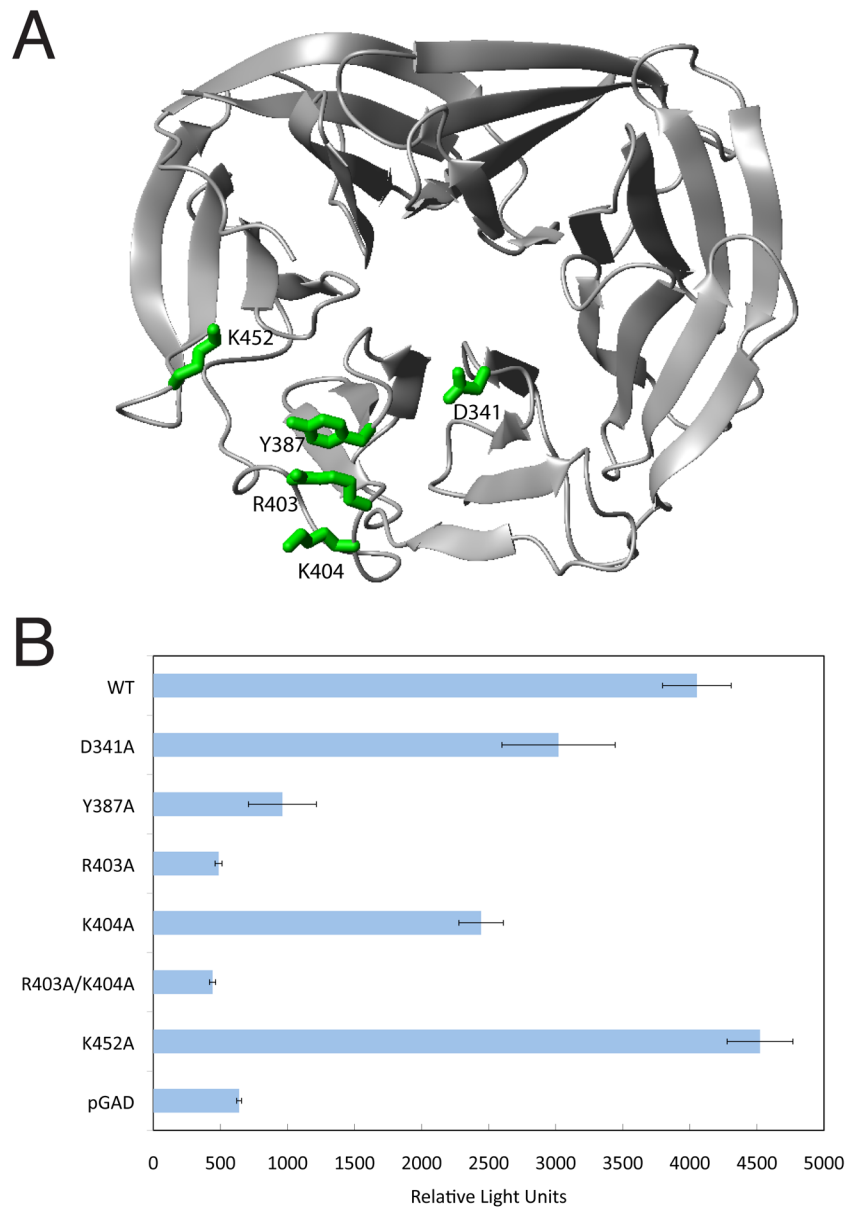 A
K452
D341
Y387
R403
K404
B
WT
D341A
Y387A
R403A
K404A
R403A/K404A
K452A
pGAD
0 500 1000 1500 2000 2500 3000 3500 4000 4500 5000
Relative Light Units